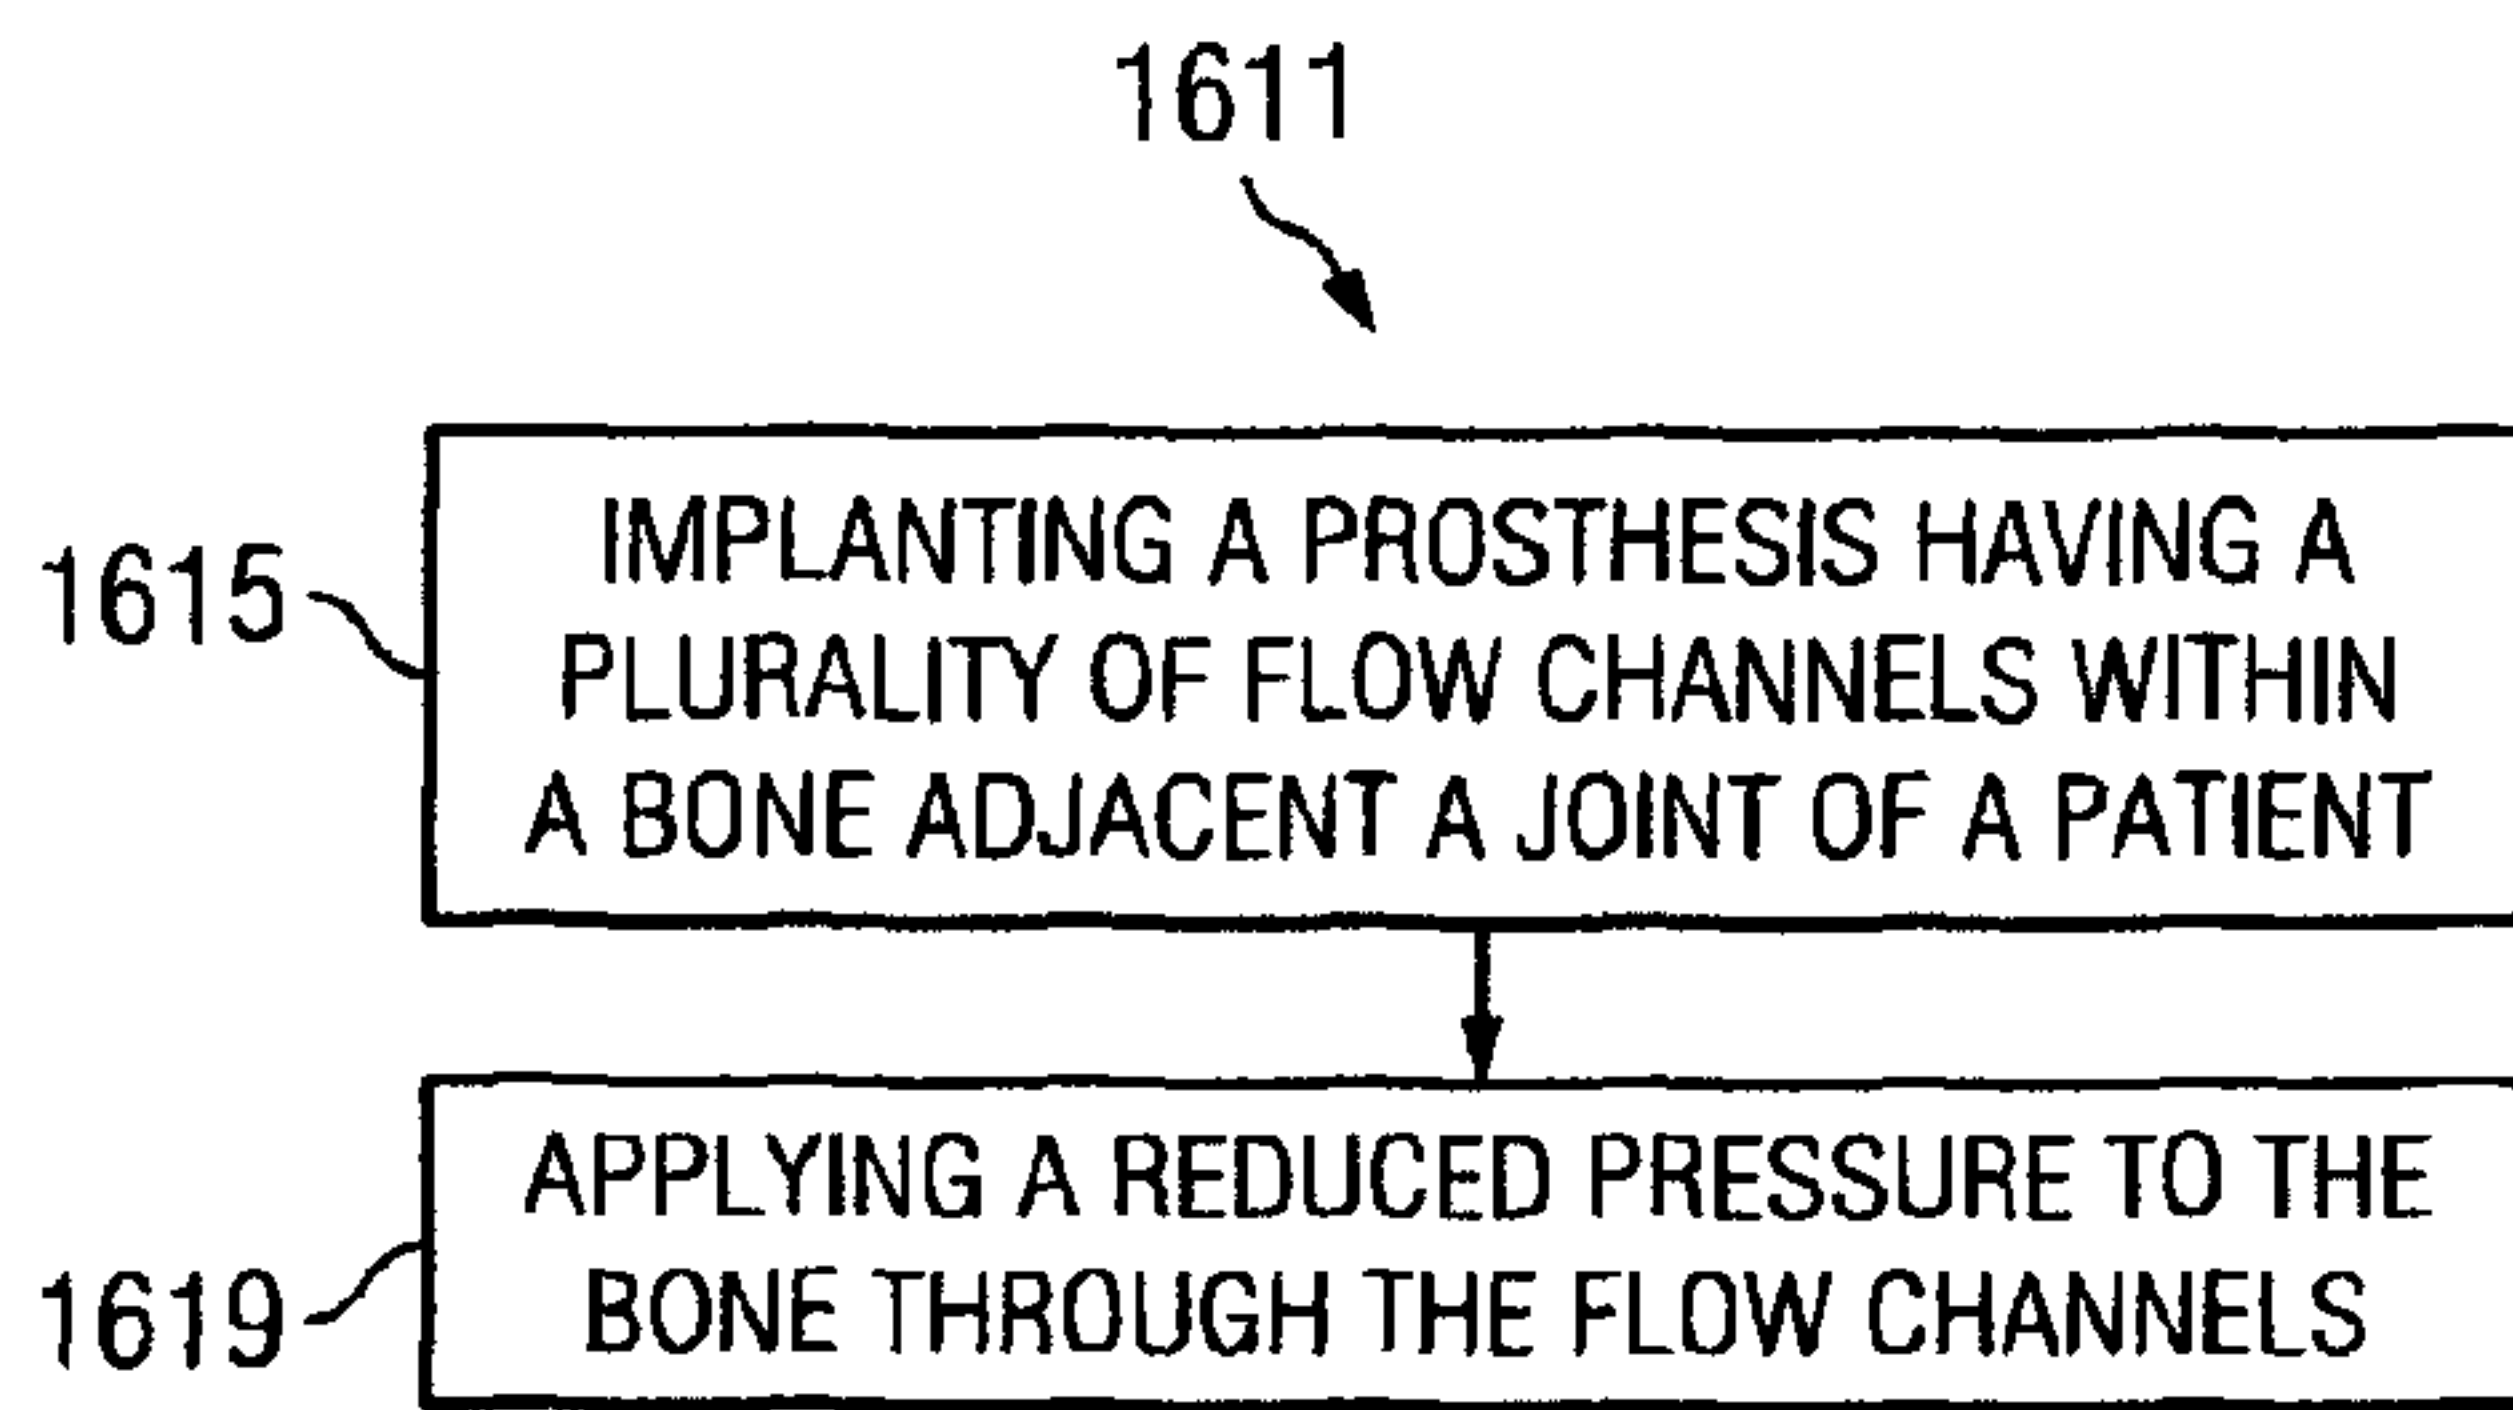 1611
1615
IMPLANTING A PROSTHESIS HAVING A
PLURALITY OF FLOW CHANNELS WITHIN
A BONE ADJACENT A JOINT OF A PATIENT
1619
APPLYING A REDUCED PRESSURE TO THE
BONE THROUGH THE FLOW CHANNELS